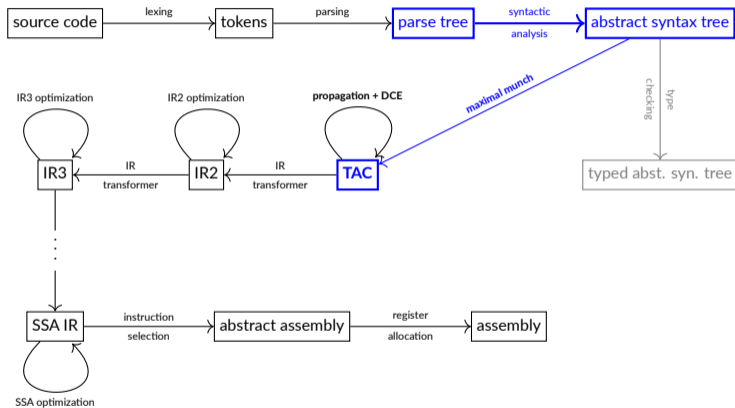 source code
lexing
tokens
parsing
parse tree
syntactic
analysis
abstract syntax tree
maximal munch
type
checking
IR3 optimization
IR2 optimization
propagation + DCE
IR3
IR
transformer
IR2
IR
transformer
TAC
typed abst. syn. tree
SSA IR
instruction
selection
abstract assembly
register
allocation
assembly
SSA optimization